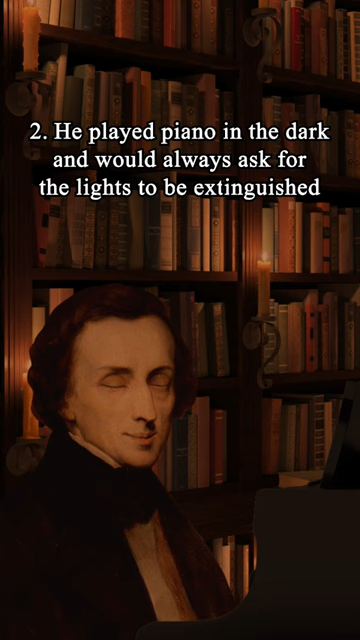 2. He played piano in the dark
and would always ask for
the lights to be extinguished